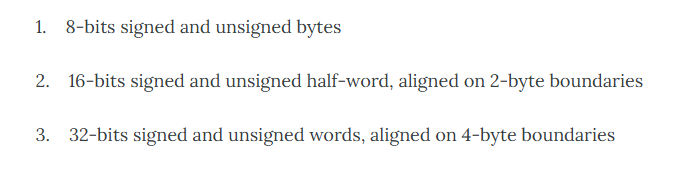 1. 8-bits signed and unsigned bytes
2. 16-bits signed and unsigned half-word, aligned on 2-byte boundaries
3. 32-bits signed and unsigned words, aligned on 4-byte boundaries